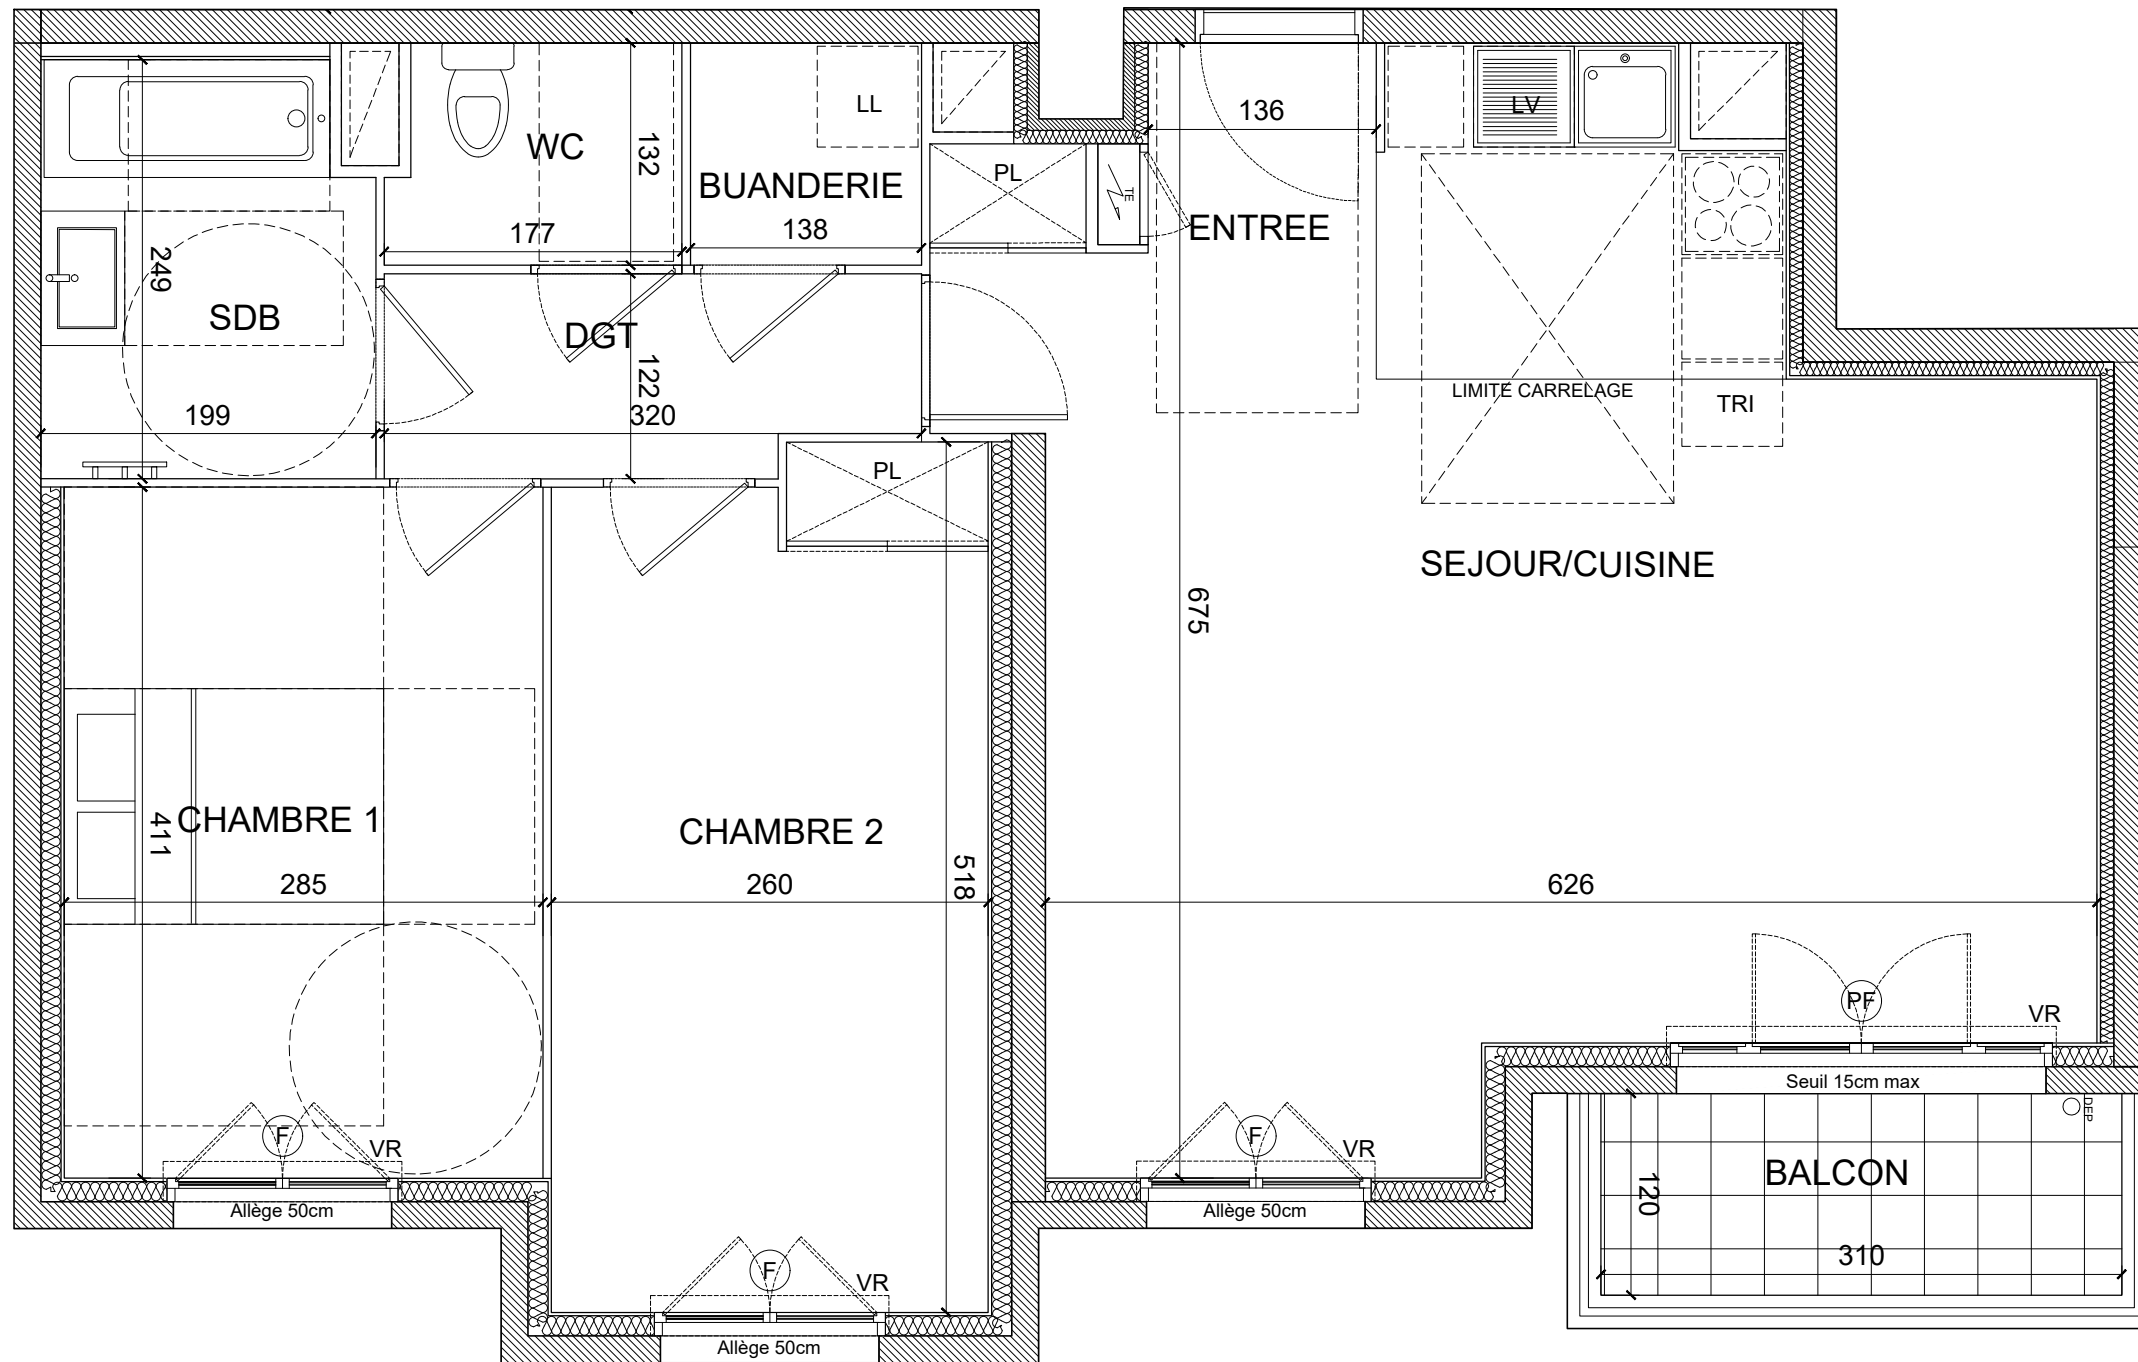 LL
LV
136
132
WC
PL
TE
BUANDERIE
ENTREE
177
138
249
SDB
DGT
122
320
199
LIMITE CARRELAGE
TRI
PL
SEJOUR/CUISINE
675
CHAMBRE 1
411
CHAMBRE 2
518
285
260
626
PF
VR
Seuil 15cm max
DEP
F
VR
F
VR
BALCON
120
Allège 50cm
Allège 50cm
310
F
VR
Allège 50cm